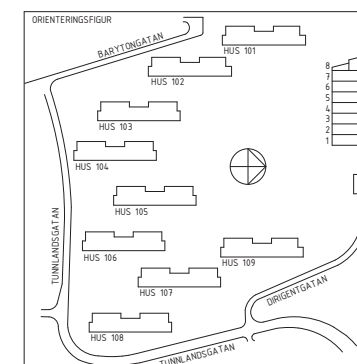 ORIENTERINGSFIGUR
BARYTONGATAN
HUS 101
HUS 102
8
7
6
5
4
3
2
1
HUS 103
HUS 104
HUS 105
TUNNLANDSGATAN
HUS 106
HUS 109
HUS 107
DIRIGENTGATAN
HUS 108
TUNNLANDSGATAN